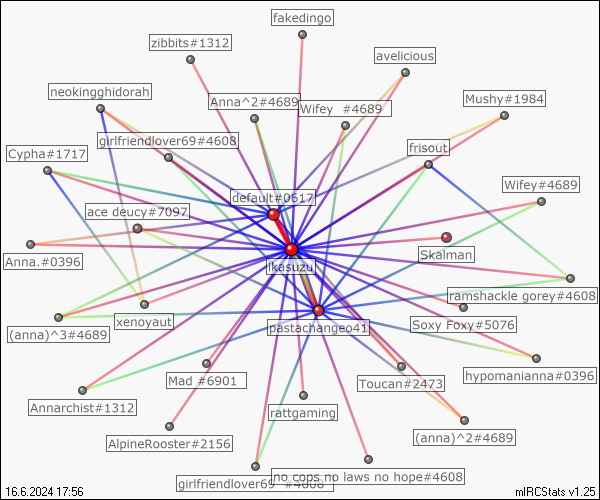 fakedingo
zibbits#1312
avelicious
neokingghidorah
Anna^2#4689
Wifey #4689
Mushy#1984
girlfriendlover69#4608
frisout
Cypha#1717
Wifey#4689
default#0617
ace deucy#7097
Skalman
Anna.#0396
ikasuzu
ramshackle gorey#4608
xenoyaut
Soxy Foxy#5076
(anna)^3#4689
pastachangeo41
hypomanianna#0396
Mad #6901
Toucan#2473
Annarchist#1312
rattgaming
AlpineRooster#2156
(anna)^2#4689
no cops no laws no hope#4608
girlfriendlover69 #4608
16.6.2024 17:56
mIRCStats v1.25